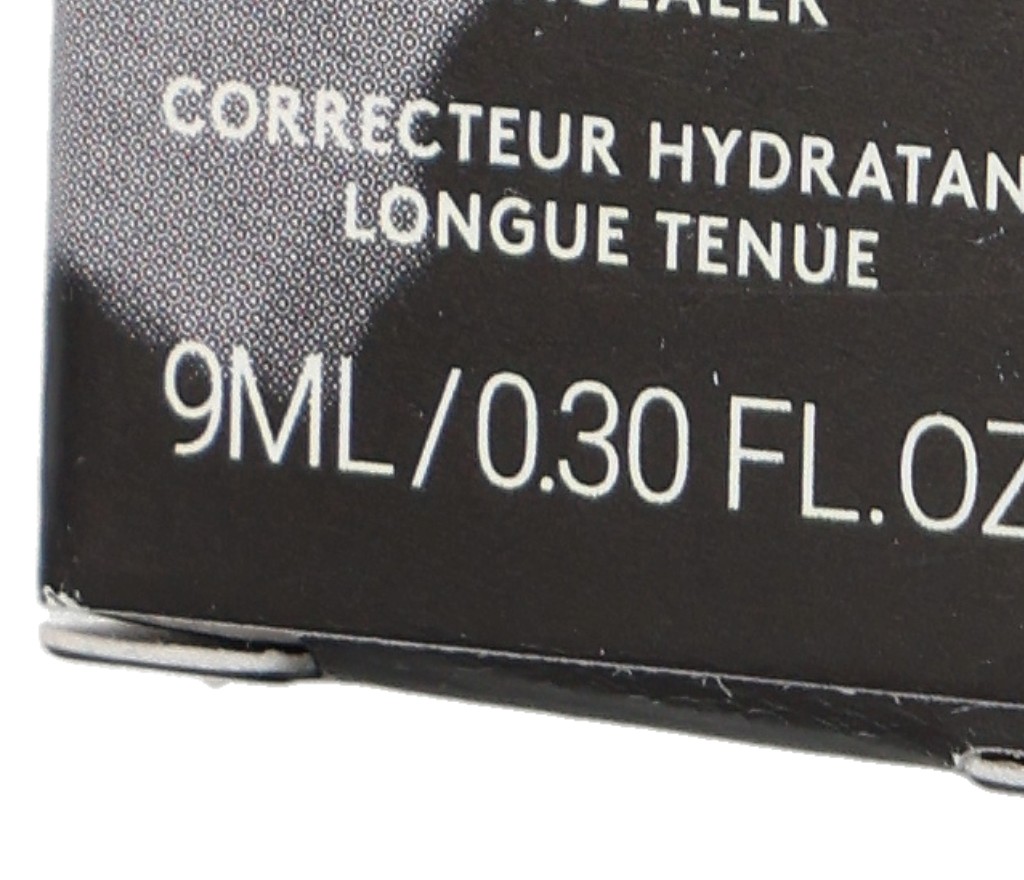 CORRECTEUR HYDRATAN
LONGUE TENUE
9ML / 0.30 FL.OZ